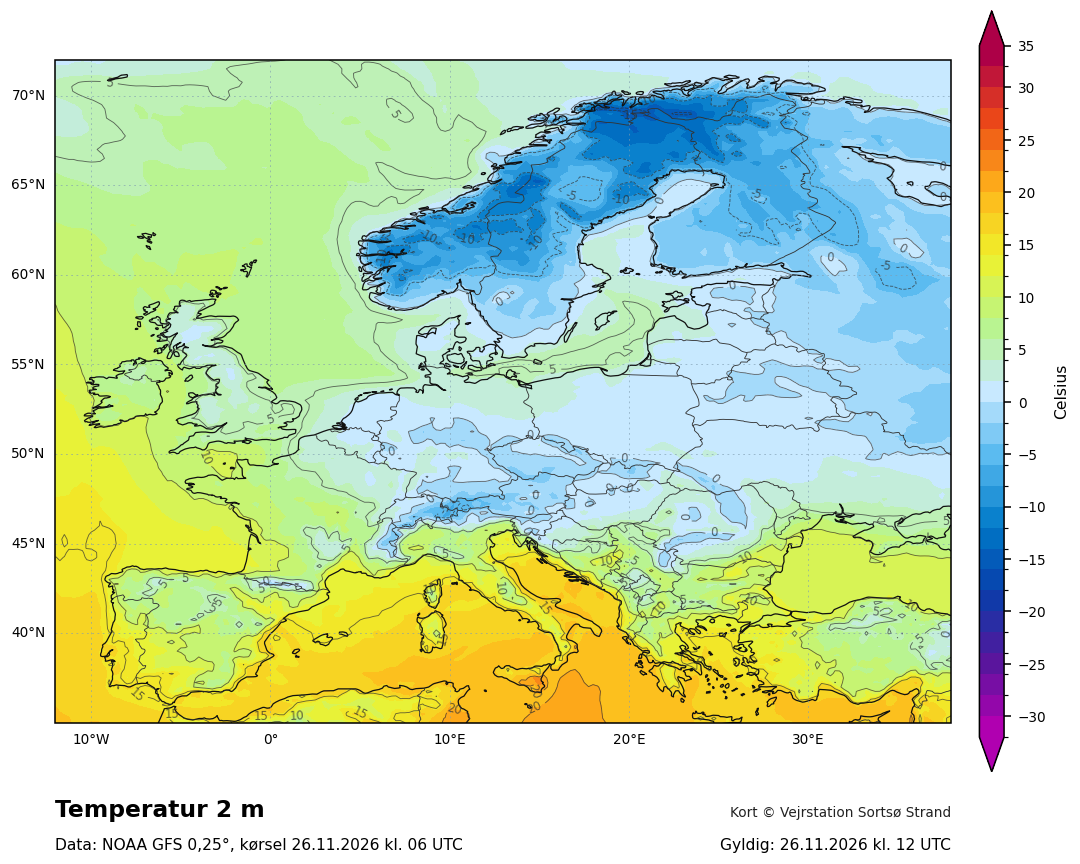 70°N
65°N
60°N
55°N
50°N
45°N
40°N
10°W 0° 10°E 20°E 30°E
35
30
25
20
15
10
5
0
−5
−10
−15
−20
−25
−30
Celsius
Temperatur 2 m
Kort © Vejrstation Sortsø Strand
Data: NOAA GFS 0,25°, kørsel 26.11.2026 kl. 06 UTC
Gyldig: 26.11.2026 kl. 12 UTC